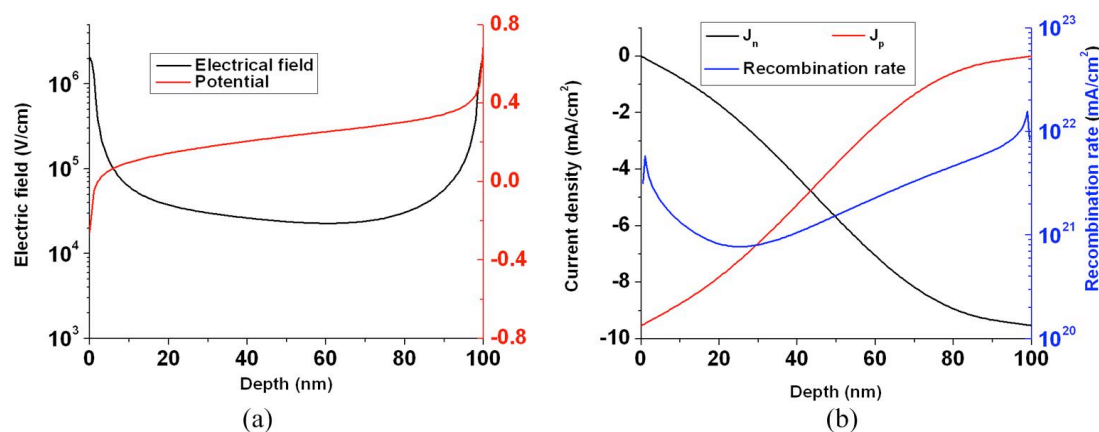 Electrical field
Potential
Electric field (V/cm)
10^6
10^5
10^4
10^3
0.8
0.4
0.0
-0.4
-0.8
0 20 40 60 80 100
Depth (nm)
(a)
J_n J_p
Recombination rate
Current density (mA/cm^2)
0
-2
-4
-6
-8
-10
10^23
10^22
10^21
10^20
Recombination rate (mA/cm^2)
0 20 40 60 80 100
Depth (nm)
(b)